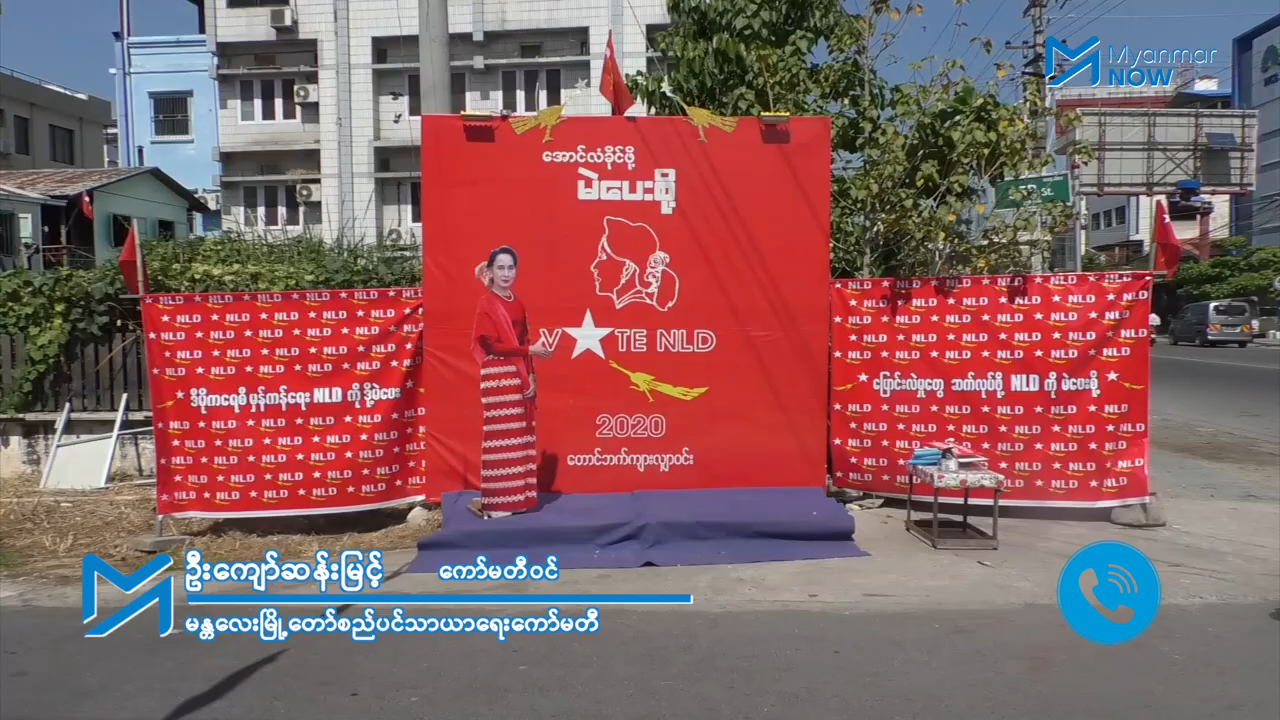 Myanmar
NOW
အောင်လံခိုင်ဖို့
မဲပေးစို့
VOTE NLD
2020
တောင်ဘက်ကျားလျှာဝင်း
ဒီမိုကရေစီ မှန်ကန်ရေး NLD ကို ဒို့မဲပေး
ပြောင်းလဲမှုတွေ ဆက်လုပ်ဖို့ NLD ကို မဲပေးစို့
NLD
St.
ဦးကျော်ဆန်းမြင့် ကော်မတီဝင်
မန္တလေးမြို့တော်စည်ပင်သာယာရေးကော်မတီ